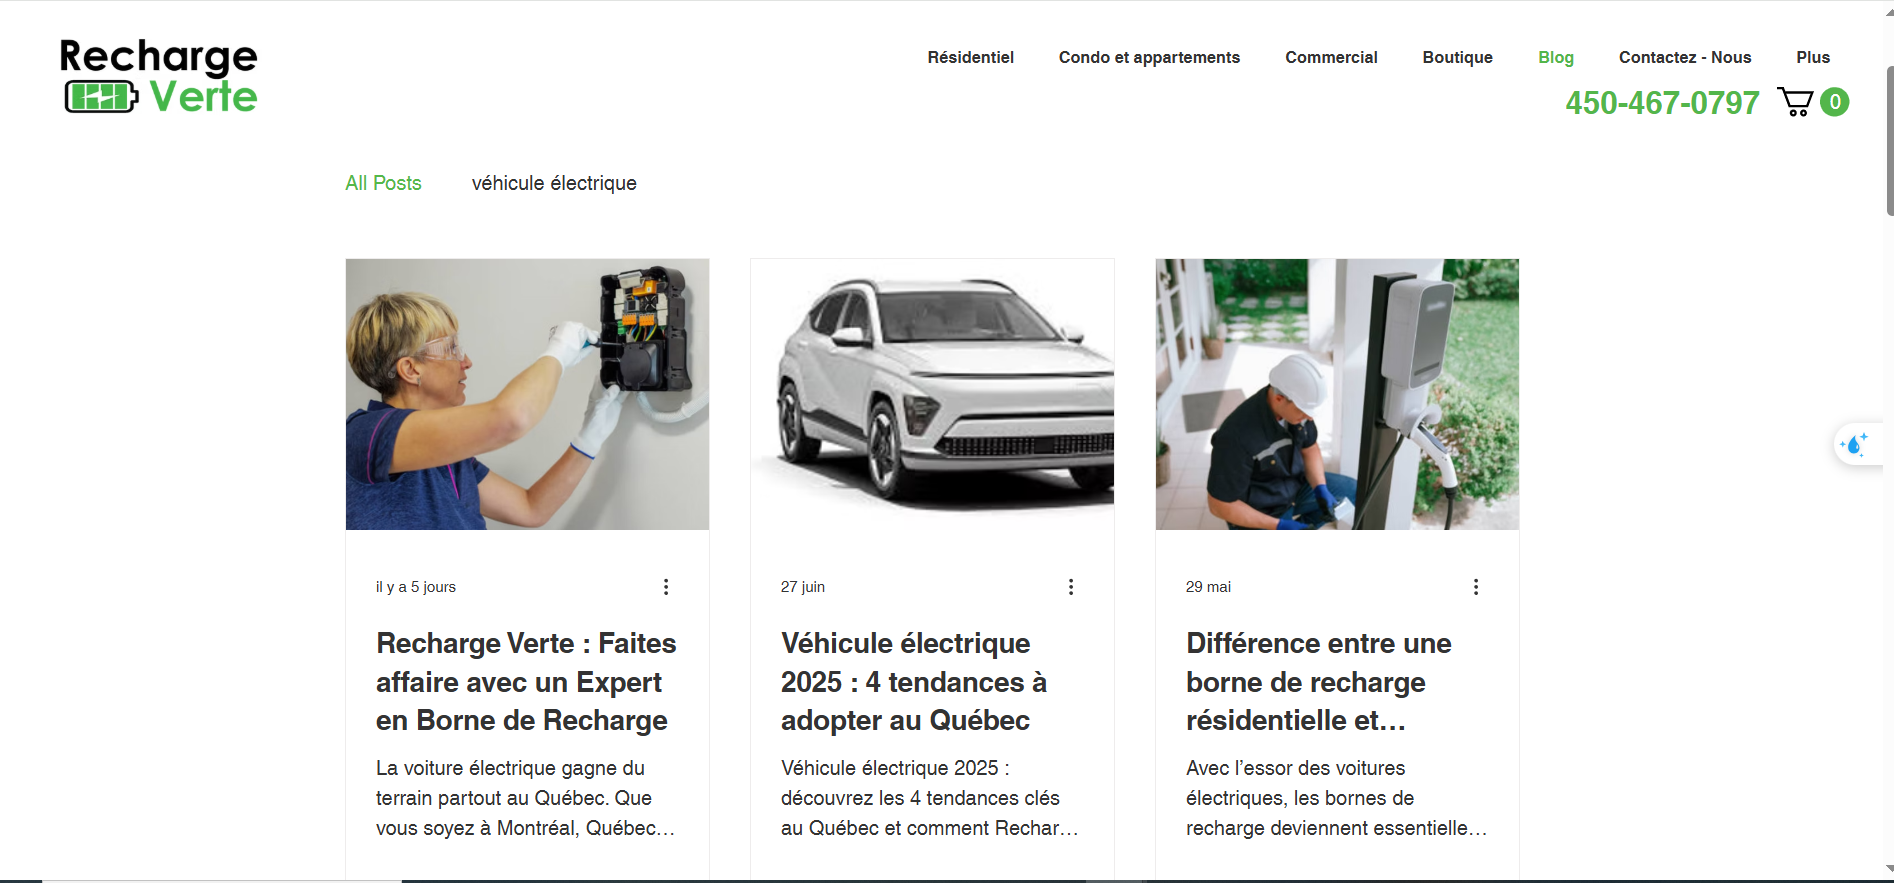 Recharge
Verte
Résidentiel
Condo et appartements
Commercial
Boutique
Blog
Contactez - Nous
Plus
450-467-0797
0
All Posts
véhicule électrique
il y a 5 jours
Recharge Verte : Faites
affaire avec un Expert
en Borne de Recharge
La voiture électrique gagne du
terrain partout au Québec. Que
vous soyez à Montréal, Québec…
27 juin
Véhicule électrique
2025 : 4 tendances à
adopter au Québec
Véhicule électrique 2025 :
découvrez les 4 tendances clés
au Québec et comment Rechar…
29 mai
Différence entre une
borne de recharge
résidentielle et…
Avec l’essor des voitures
électriques, les bornes de
recharge deviennent essentielle…